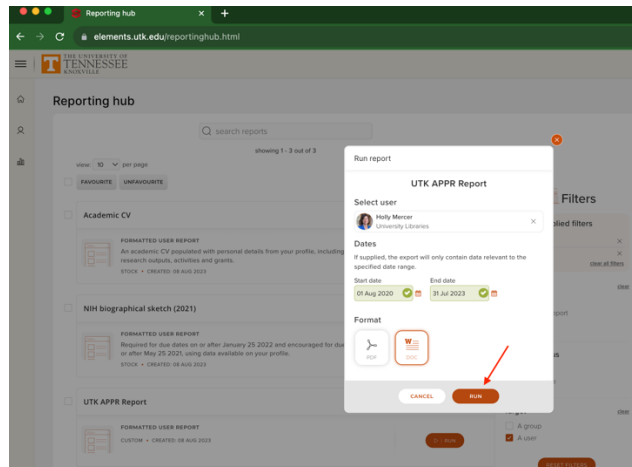 Reporting hub
elements.utk.edu/reportinghub.html
THE UNIVERSITY OF
TENNESSEE
KNOXVILLE
Reporting hub
search reports
showing 1 - 3 out of 3
view 10 per page
FAVOURITE UNFAVOURITE
Academic CV
FORMATTED USER REPORT
An academic CV populated with personal details from your profile, including
research outputs, activities and grants.
STOCK • CREATED: 08 AUG 2023
NIH biographical sketch (2021)
FORMATTED USER REPORT
Required for due dates on or after January 25 2022 and encouraged for due
or after May 25 2021, using data available on your profile.
STOCK • CREATED: 08 AUG 2023
UTK APPR Report
FORMATTED USER REPORT
CUSTOM • CREATED: 08 AUG 2023
RUN
Run report
UTK APPR Report
Select user
Holly Mercer
University Libraries
Dates
If supplied, the export will only contain data relevant to the
specified date range.
Start date End date
01 Aug 2020 31 Jul 2023
Format
PDF DOC
CANCEL RUN
Filters
plied filters
clear all filters
clear
port
us
clear
A group
A user